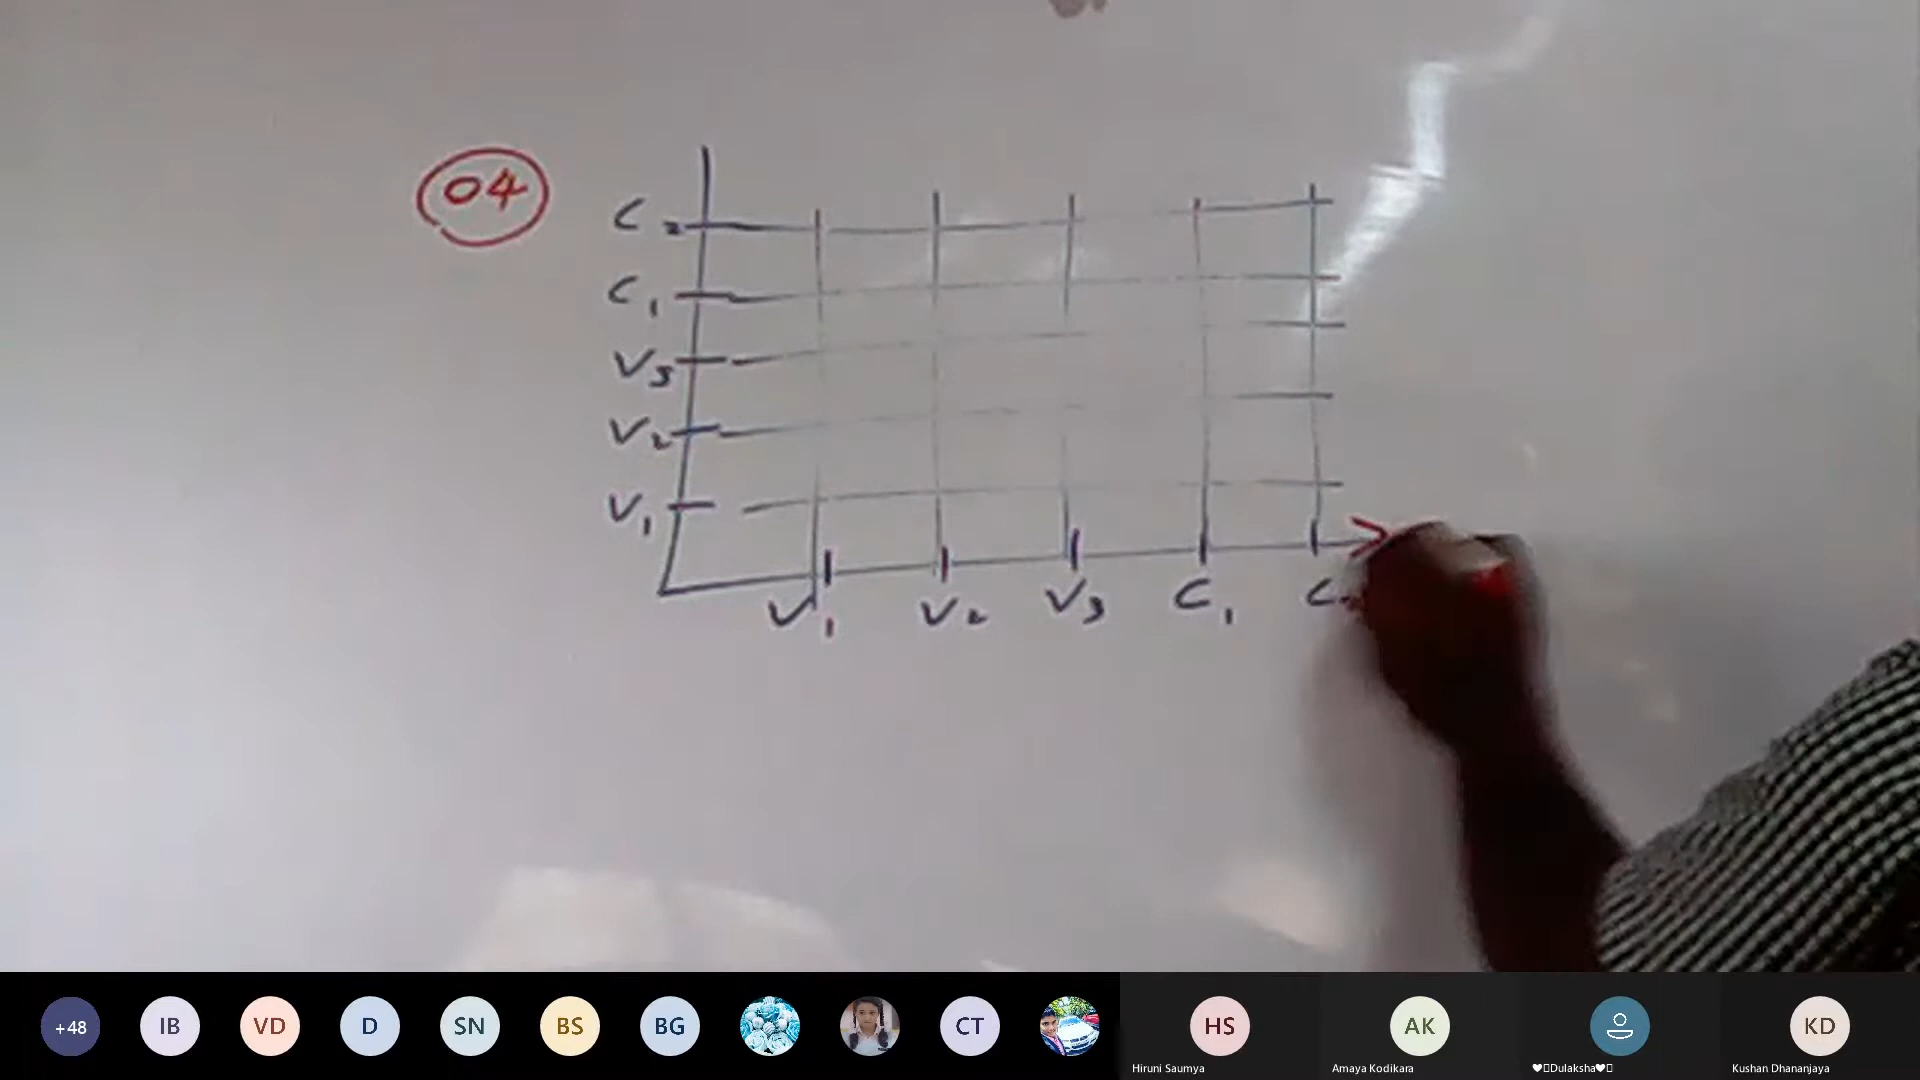 04
C₂
C₁
V₃
V₂
V₁
V₁ V₂ V₃ C₁ C
+48 IB VD D SN BS BG CT HS AK KD
Hiruni Saumya Amaya Kodikara ♥Dulaksha♥ Kushan Dhananjaya